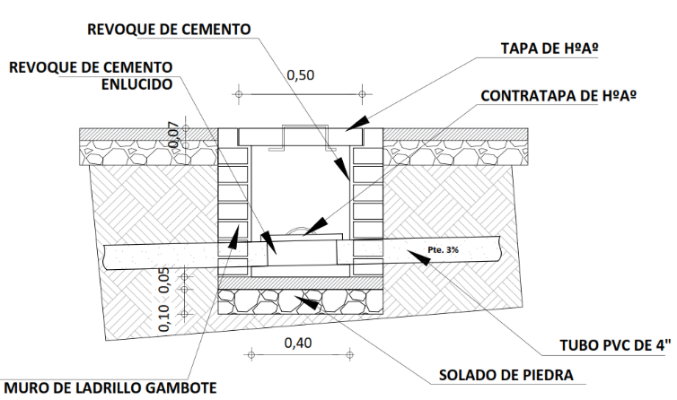 REVOQUE DE CEMENTO
TAPA DE HºAº
REVOQUE DE CEMENTO
ENLUCIDO
0,50
CONTRATAPA DE HºAº
0,07
Pte. 3%
0,05
0,10
0,40
TUBO PVC DE 4"
SOLADO DE PIEDRA
MURO DE LADRILLO GAMBOTE